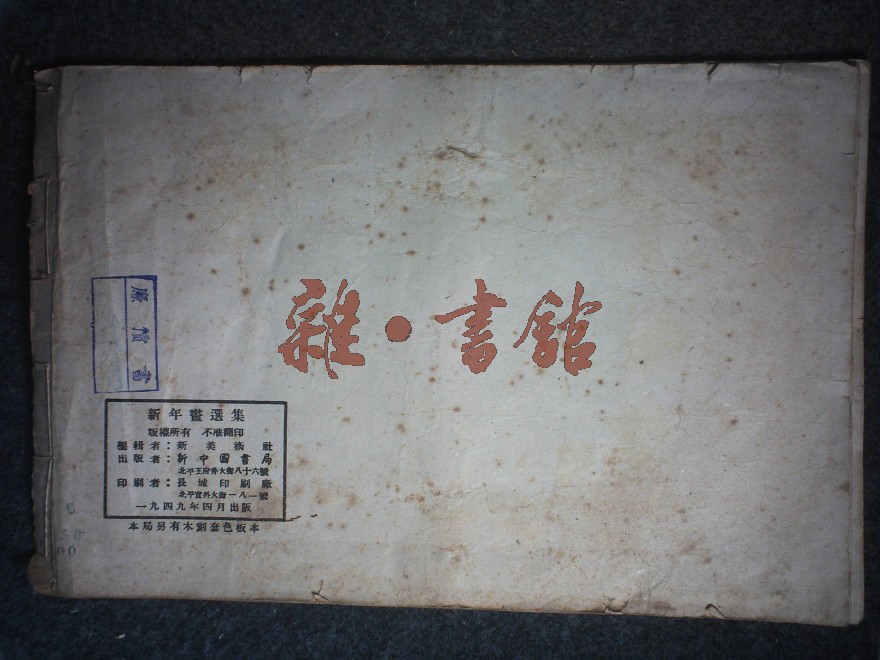 雜·書館
廉價書
新年畫選集
版權所有 不准翻印
編輯者：新美術社
出版者：新中國書局
北平王府井大街八十六號
印刷者：長城印刷廠
北平宣外大街一八一號
一九四九年四月出版
本局另有木刻套色板本